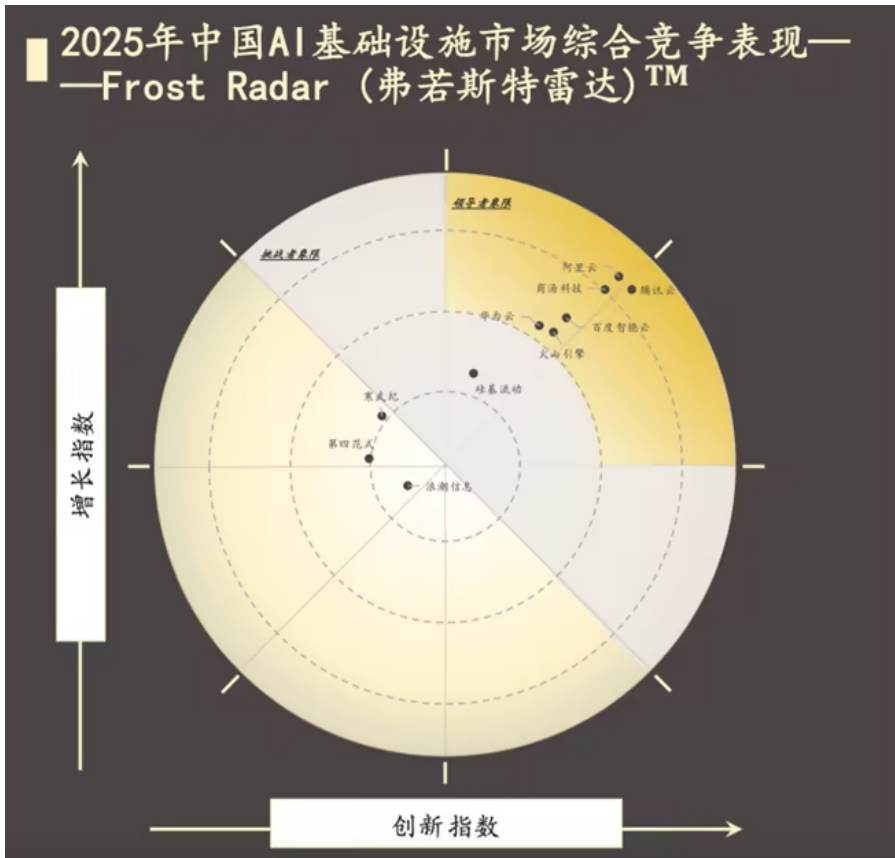 2025年中国AI基础设施市场综合竞争表现—
—Frost Radar (弗若斯特雷达)™
领导者象限
挑战者象限
阿里云
商汤科技
腾讯云
华为云
百度智能云
火山引擎
硅基流动
寒武纪
第四范式
浪潮信息
增长指数
创新指数